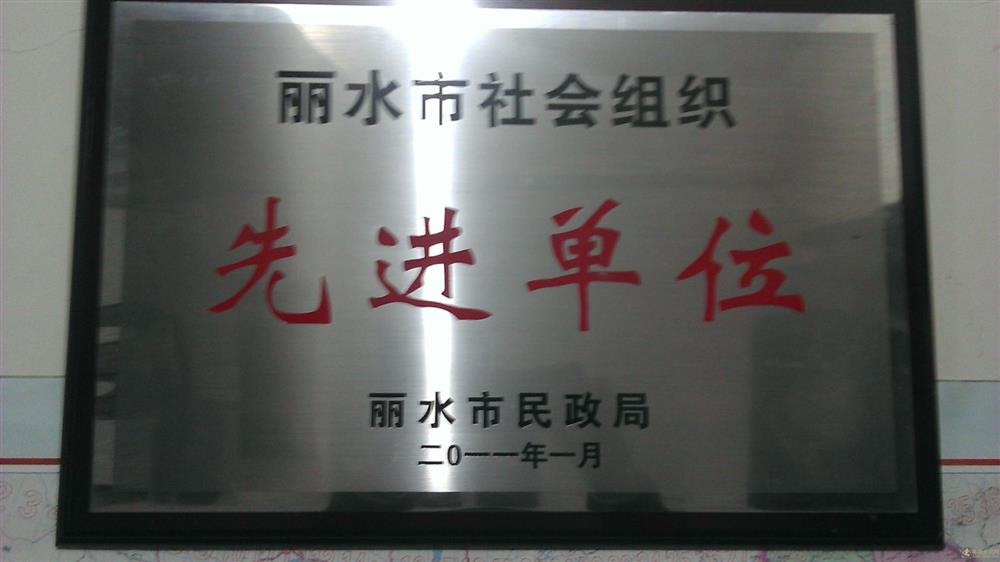 丽水市社会组织
先进单位
丽水市民政局
二0一一年一月